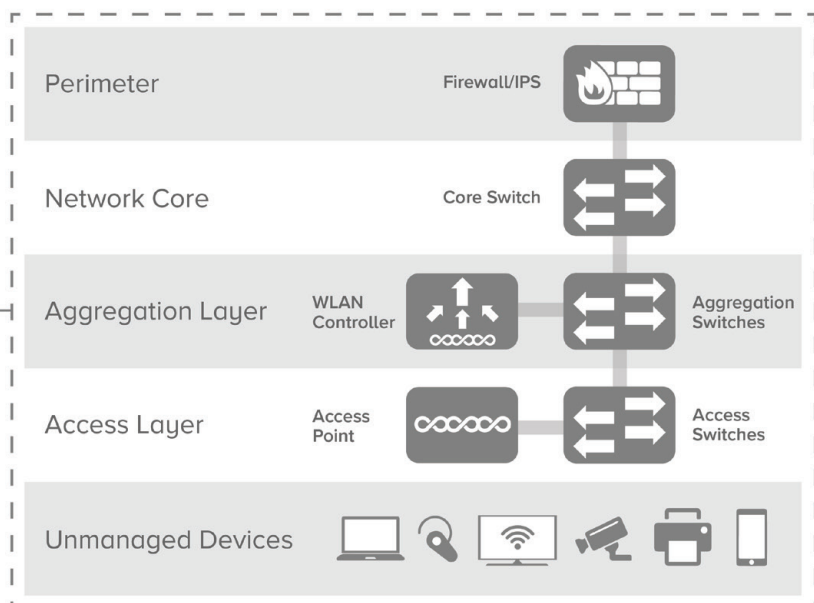 Perimeter
Firewall/IPS
Network Core
Core Switch
Aggregation Layer
WLAN
Controller
Aggregation
Switches
Access Layer
Access
Point
Access
Switches
Unmanaged Devices